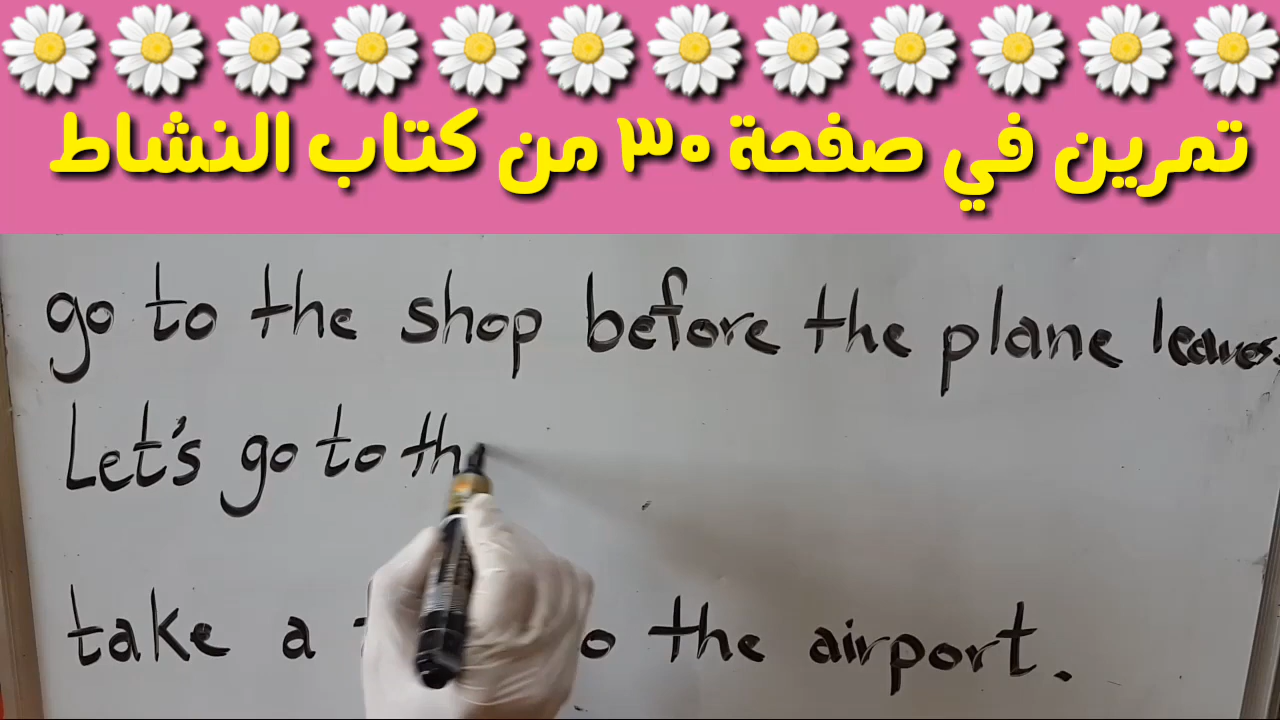 تمرين في صفحة ٣٠ من كتاب النشاط
go to the shop before the plane leaves.
Let's go to th
take a to the airport.